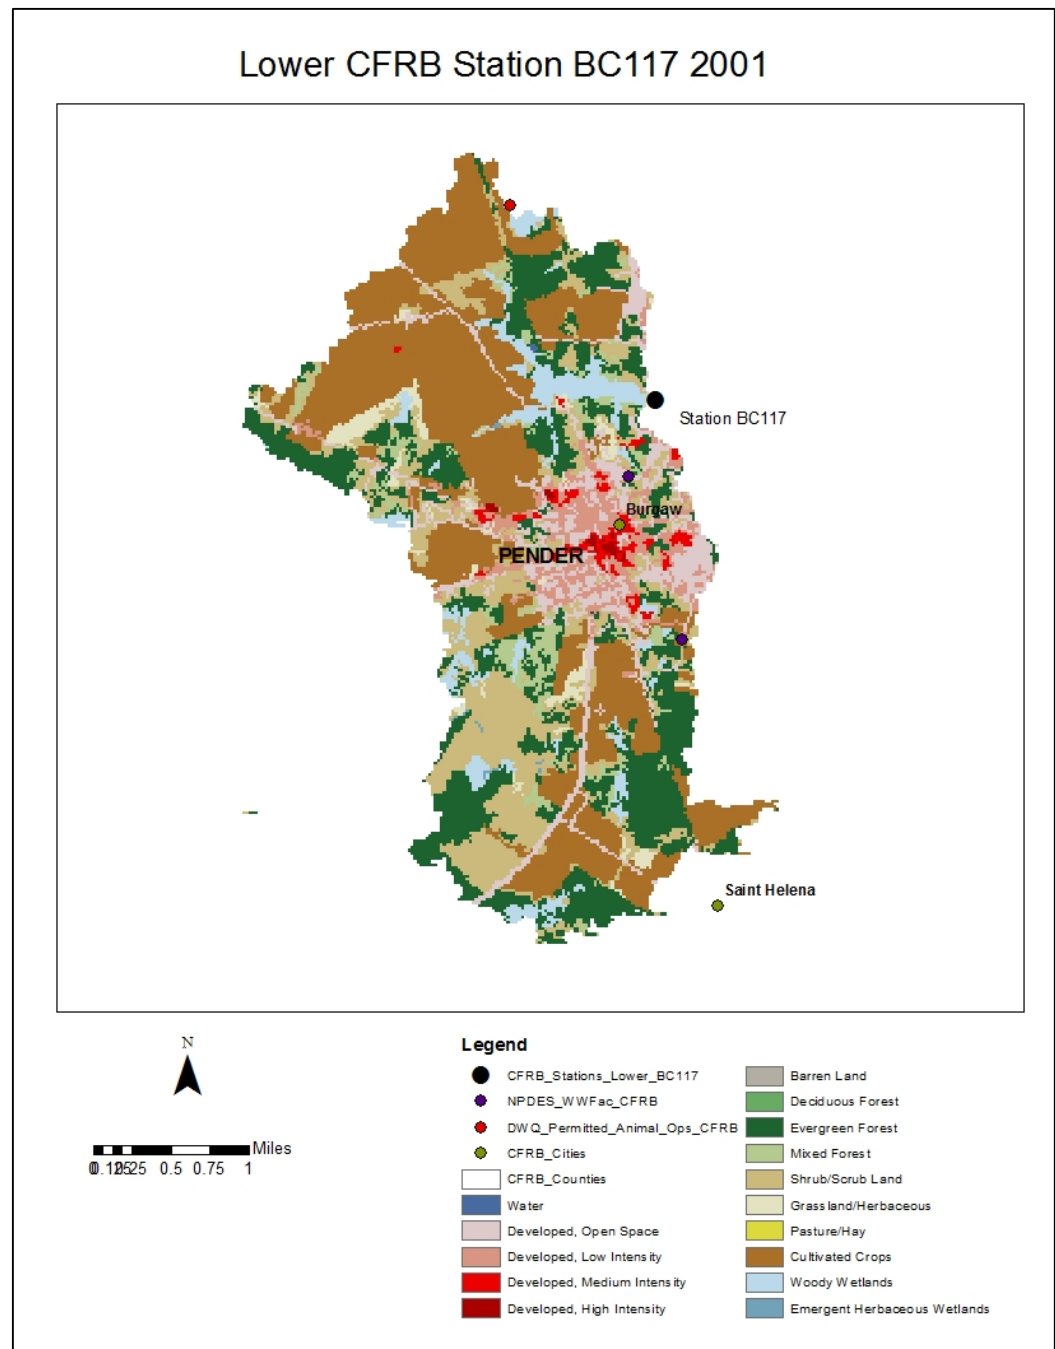 Lower CFRB Station BC117 2001
Station BC117
Burgaw
PENDER
Saint Helena
N
Miles
0.5 0.75 1
Legend
CFRB_Stations_Lower_BC117
NPDES_WWFac_CFRB
DWQ_Permitted_Animal_Ops_CFRB
CFRB_Cities
CFRB_Counties
Water
Developed, Open Space
Developed, Low Intensity
Developed, Medium Intensity
Developed, High Intensity
Barren Land
Deciduous Forest
Evergreen Forest
Mixed Forest
Shrub/Scrub Land
Grassland/Herbaceous
Pasture/Hay
Cultivated Crops
Woody Wetlands
Emergent Herbaceous Wetlands